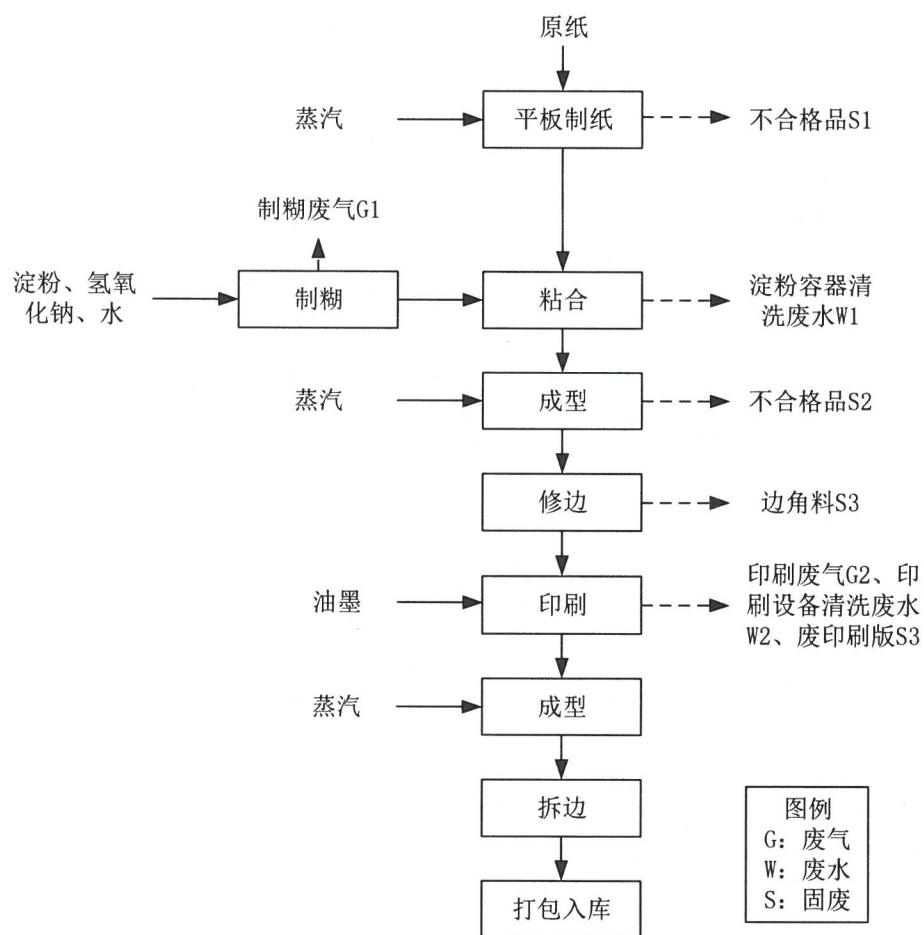 原纸
蒸汽
平板制纸
不合格品S1
制糊废气G1
淀粉、氢氧
化钠、水
制糊
粘合
淀粉容器清
洗废水W1
蒸汽
成型
不合格品S2
修边
边角料S3
油墨
印刷
印刷废气G2、印
刷设备清洗废水
W2、废印刷版S3
蒸汽
成型
拆边
打包入库
图例
G: 废气
W: 废水
S: 固废